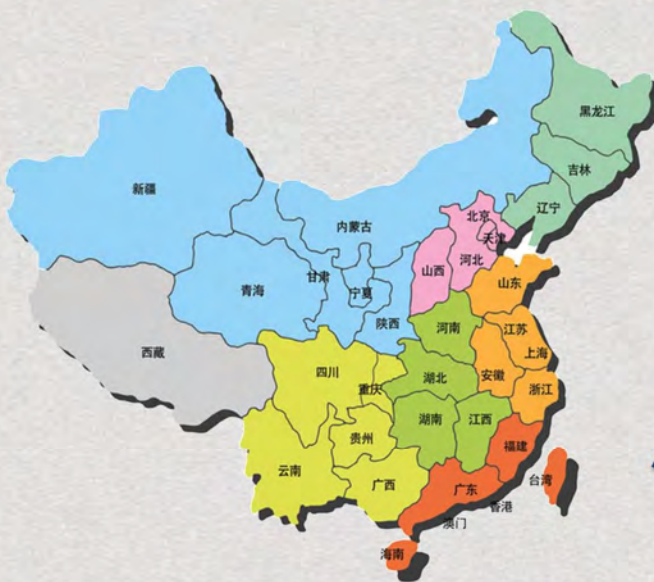 黑龙江
吉林
辽宁
新疆
内蒙古
北京
天津
河北
山西
山东
甘肃
宁夏
青海
陕西
河南
江苏
上海
西藏
四川
重庆
湖北
安徽
浙江
湖南
江西
贵州
福建
云南
广西
广东
台湾
香港
澳门
海南